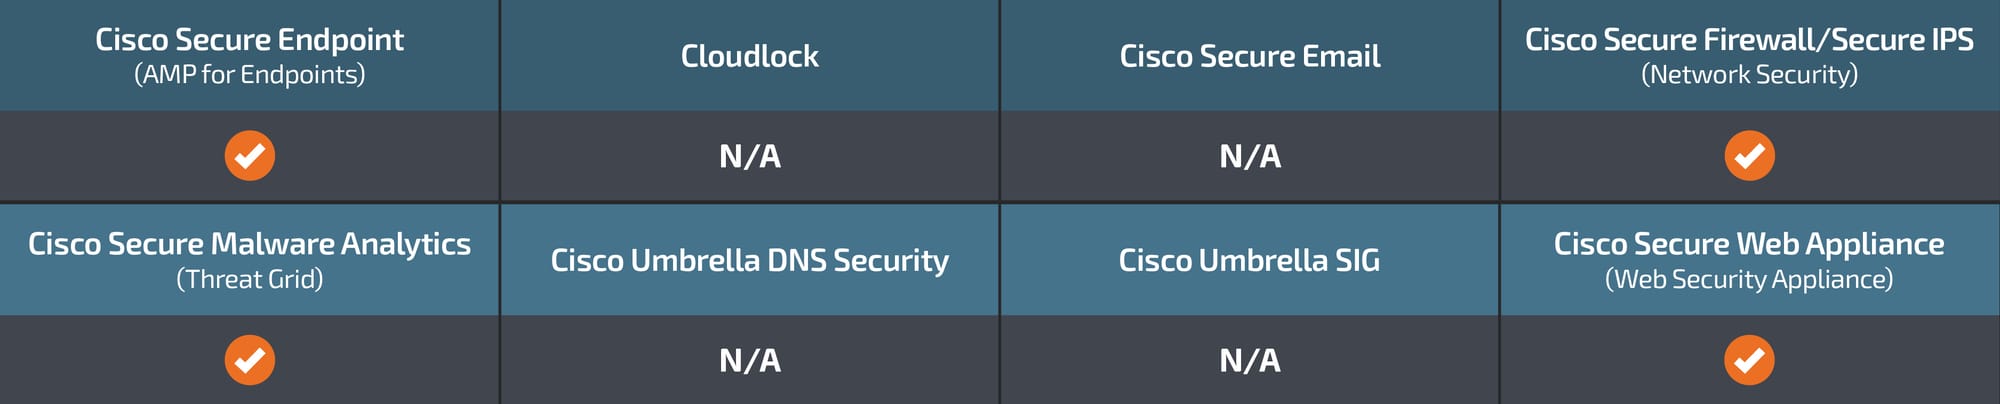 Cisco Secure Endpoint
(AMP for Endpoints)
Cloudlock
Cisco Secure Email
Cisco Secure Firewall/Secure IPS
(Network Security)
N/A
N/A
Cisco Secure Malware Analytics
(Threat Grid)
Cisco Umbrella DNS Security
Cisco Umbrella SIG
Cisco Secure Web Appliance
(Web Security Appliance)
N/A
N/A